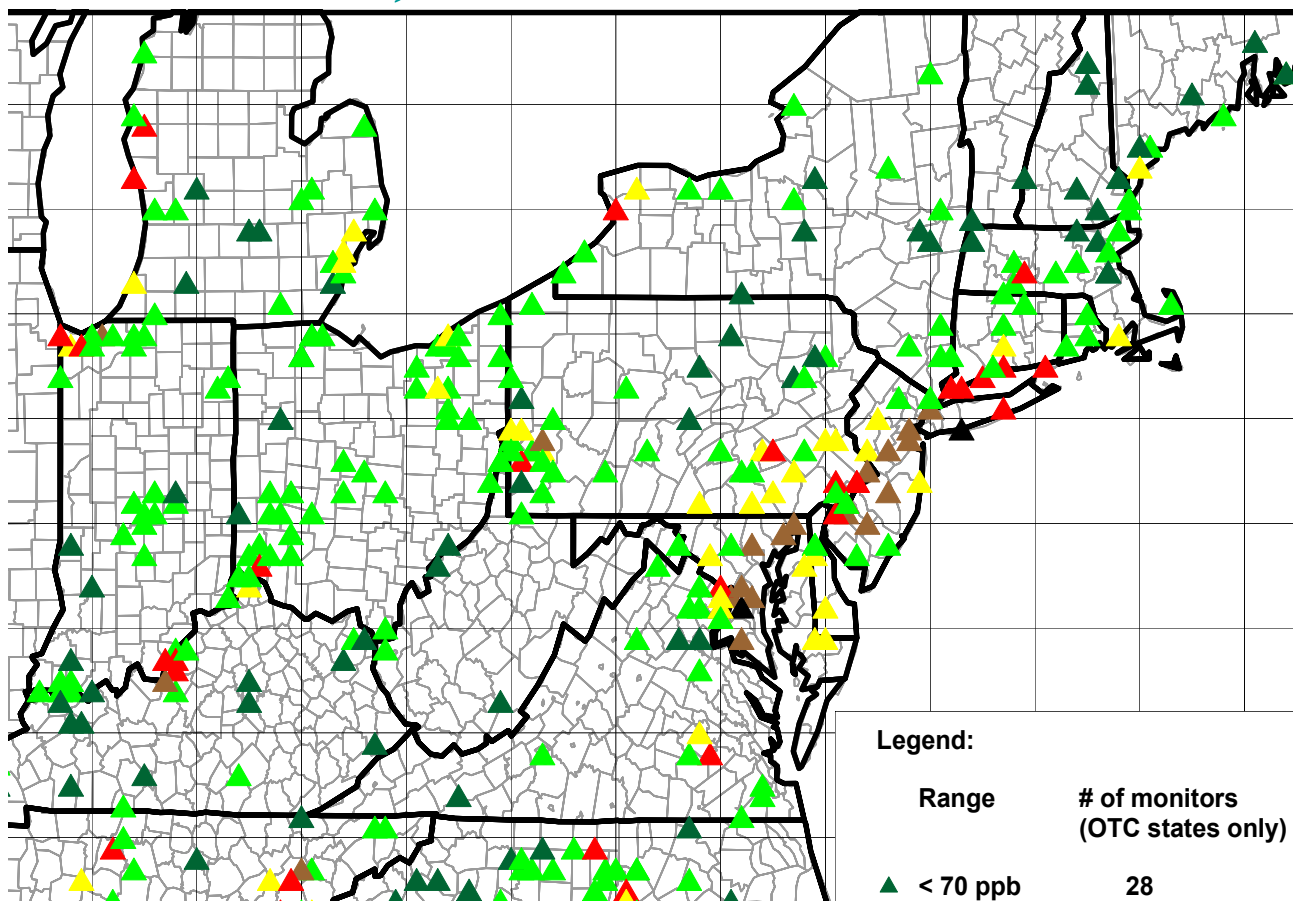 Legend:
Range # of monitors
(OTC states only)
< 70 ppb 28